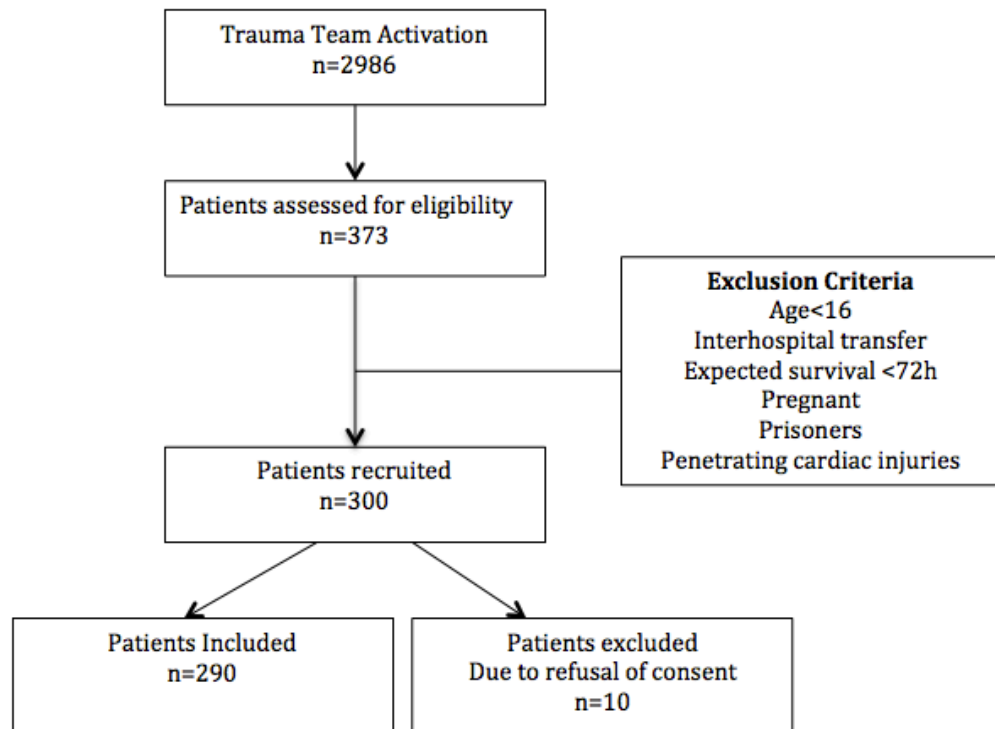 Trauma Team Activation
n=2986
Patients assessed for eligibility
n=373
Exclusion Criteria
Age<16
Interhospital transfer
Expected survival <72h
Pregnant
Prisoners
Penetrating cardiac injuries
Patients recruited
n=300
Patients Included
n=290
Patients excluded
Due to refusal of consent
n=10